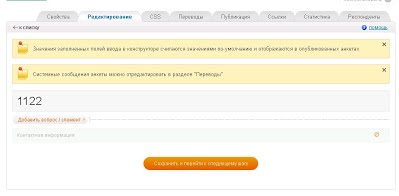 Свойства Редактирование CSS Переводы Публикация Ссылки Статистика Респонденты
← к списку помощь
Значения заполненных полей ввода в конструкторе считаются значениями по умолчанию и отображаются в опубликованных анкетах.
Системные сообщения анкеты можно отредактировать в разделе "Переводы"
1122
Добавить вопрос / элемент
Контактная информация
Сохранить и перейти к следующему шагу